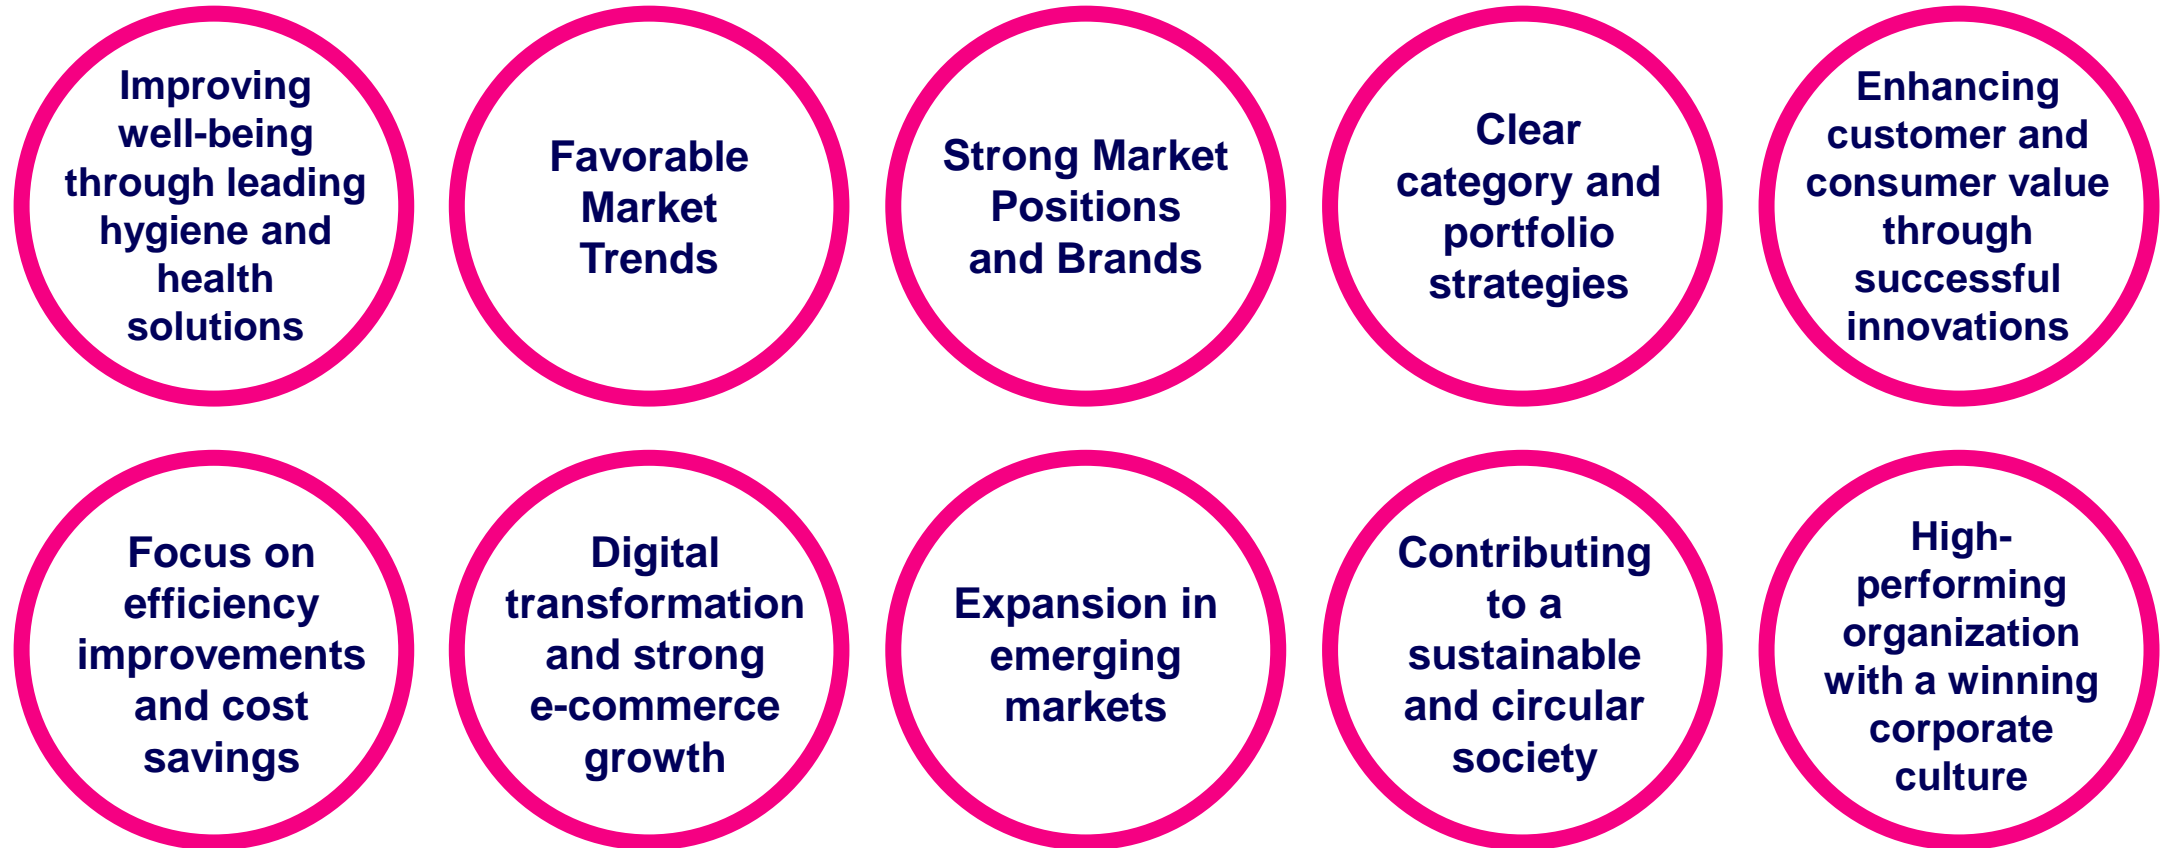 Improving
well-being
through leading
hygiene and
health
solutions
Favorable
Market
Trends
Strong Market
Positions
and Brands
Clear
category and
portfolio
strategies
Enhancing
customer and
consumer value
through
successful
innovations
Focus on
efficiency
improvements
and cost
savings
Digital
transformation
and strong
e-commerce
growth
Expansion in
emerging
markets
Contributing
to a
sustainable
and circular
society
High-
performing
organization
with a winning
corporate
culture